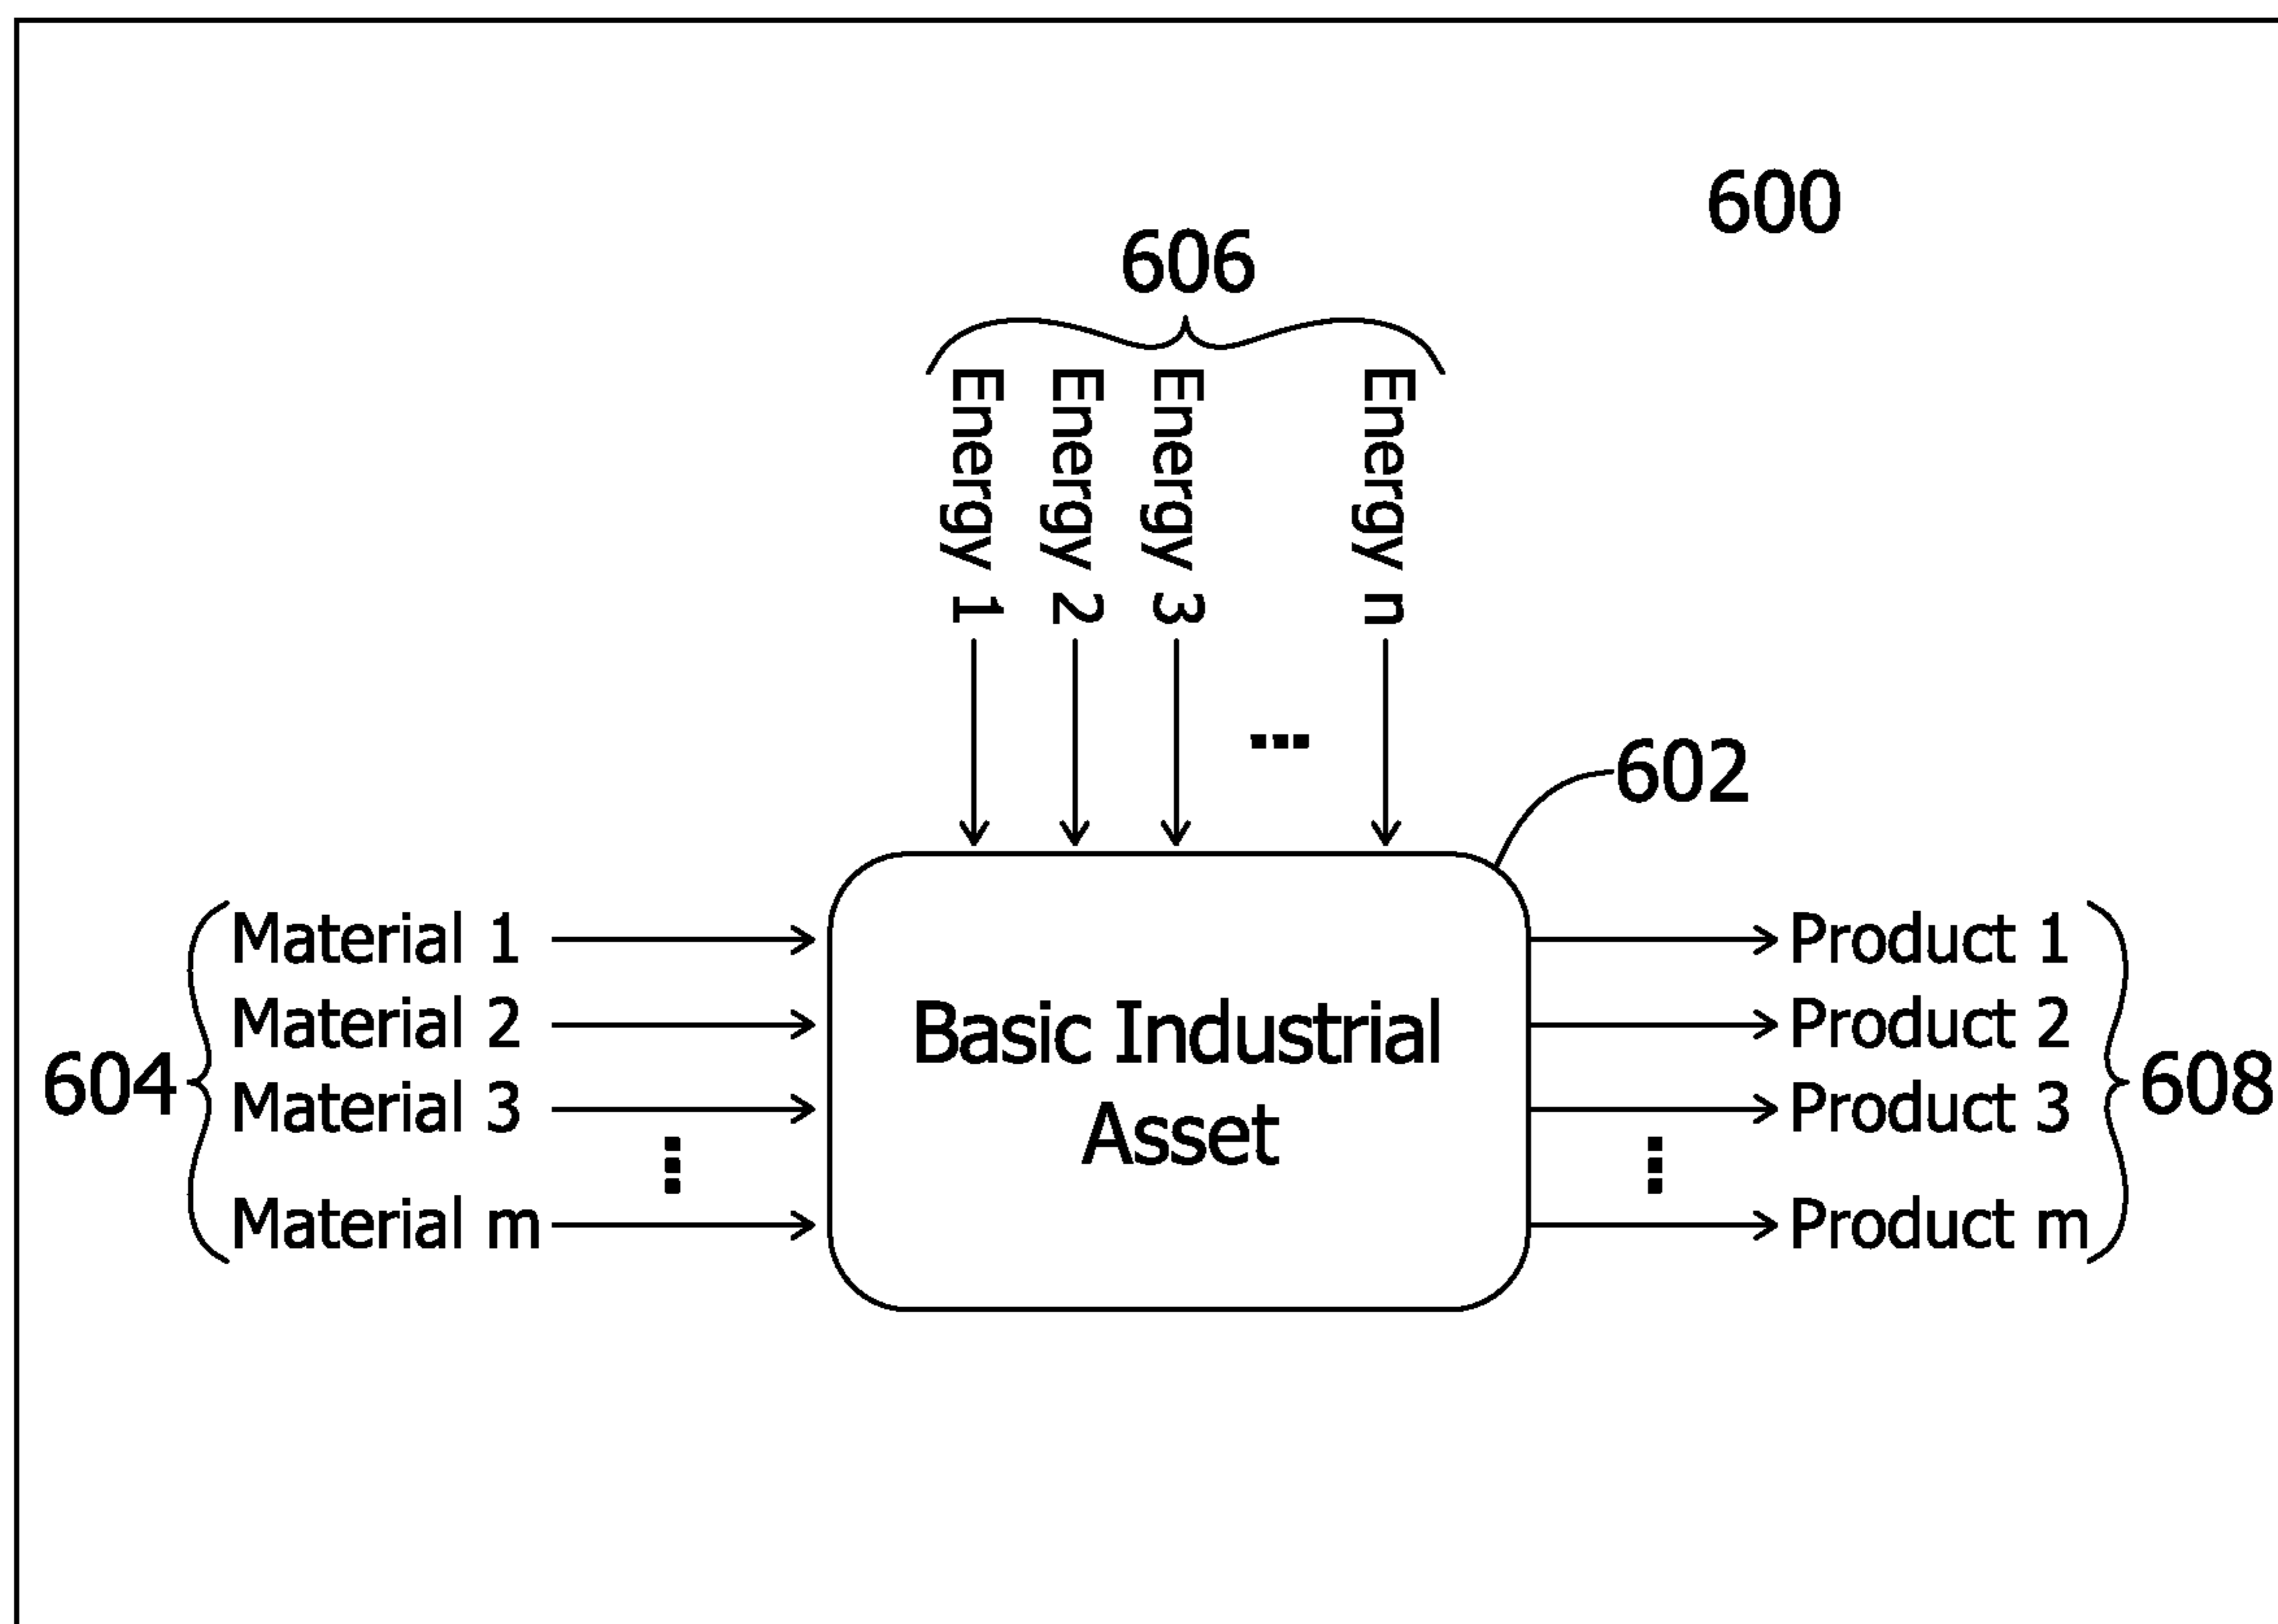 600
606
Energy 1
Energy 2
Energy 3
Energy n
...
602
604
Material 1
Material 2
Material 3
...
Material m
Basic Industrial
Asset
Product 1
Product 2
Product 3
...
Product m
608